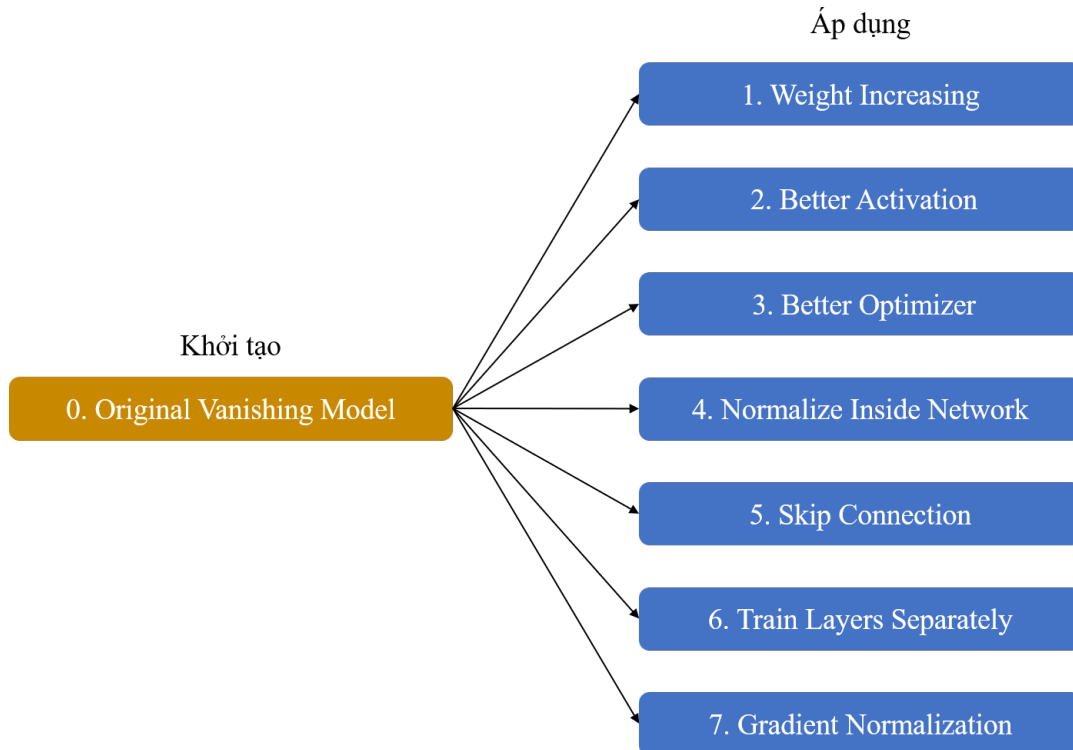 Áp dụng
1. Weight Increasing
2. Better Activation
3. Better Optimizer
Khởi tạo
0. Original Vanishing Model
4. Normalize Inside Network
5. Skip Connection
6. Train Layers Separately
7. Gradient Normalization